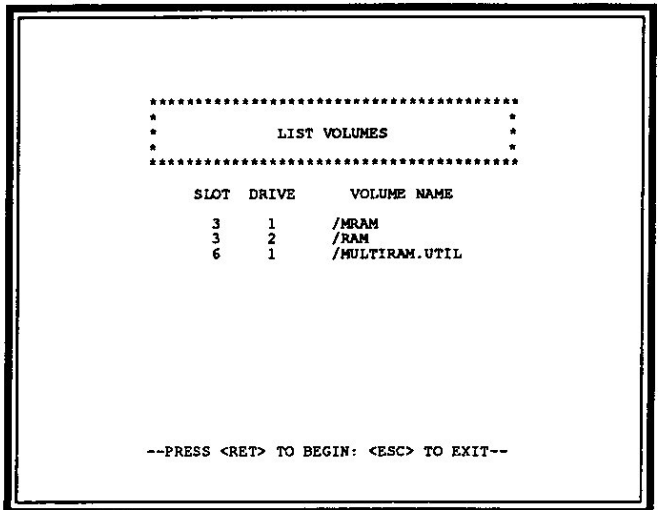 ****************************************
*                                      *
*             LIST VOLUMES             *
*                                      *
****************************************
SLOT DRIVE VOLUME NAME
3 1 /MRAM
3 2 /RAM
6 1 /MULTIRAM.UTIL
--PRESS <RET> TO BEGIN: <ESC> TO EXIT--